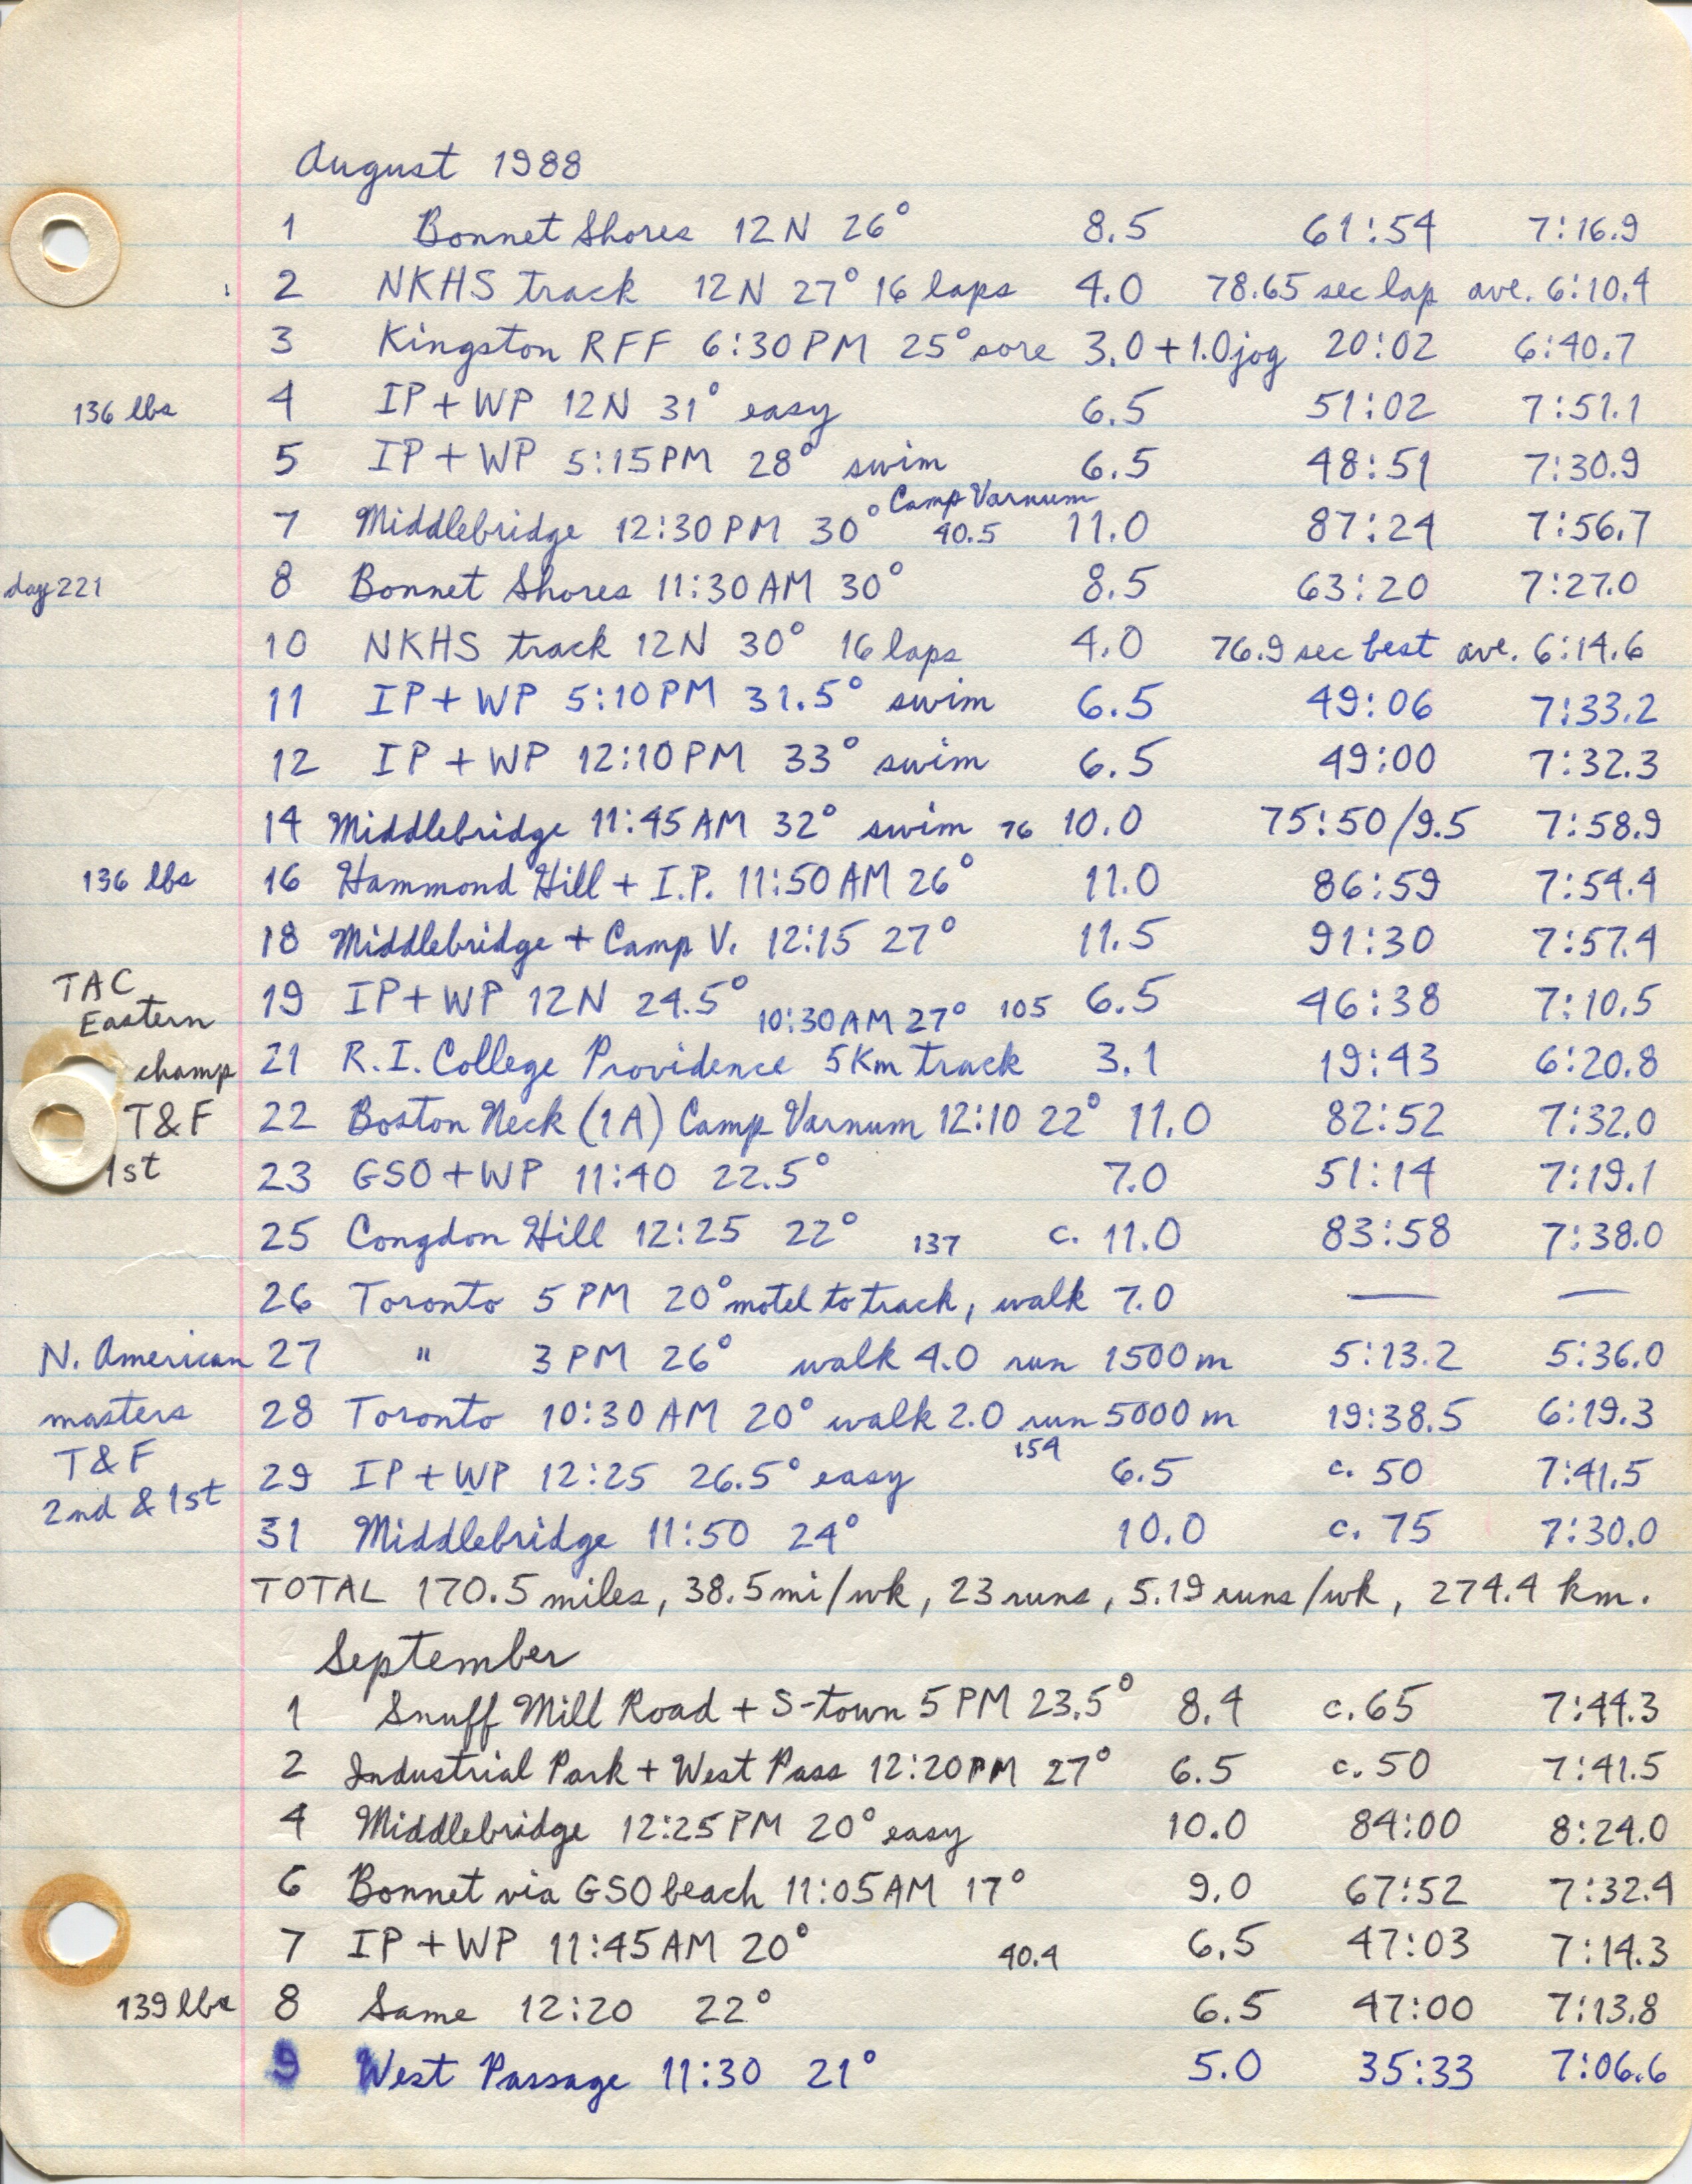 August 1988
1 Bonnet Shores 12N 26° 8.5 61:54 7:16.9
2 NKHS track 12N 27° 16 laps 4.0 78.65 sec lap ave. 6:10.4
3 Kingston RFF 6:30PM 25° sore 3.0+1.0jog 20:02 6:40.7
136 lbs 4 IP+WP 12N 31° easy 6.5 51:02 7:51.1
5 IP+WP 5:15PM 28° swim 6.5 48:51 7:30.9
Camp Varnum
7 Middlebridge 12:30PM 30° 40.5 11.0 87:24 7:56.7
day 221 8 Bonnet Shores 11:30AM 30° 8.5 63:20 7:27.0
10 NKHS track 12N 30° 16 laps 4.0 76.9 sec best ave. 6:14.6
11 IP+WP 5:10PM 31.5° swim 6.5 49:06 7:33.2
12 IP+WP 12:10PM 33° swim 6.5 49:00 7:32.3
14 Middlebridge 11:45AM 32° swim 76 10.0 75:50/9.5 7:58.9
136 lbs 16 Hammond Hill + I.P. 11:50AM 26° 11.0 86:59 7:54.4
18 Middlebridge + Camp V. 12:15 27° 11.5 91:30 7:57.4
TAC
Eastern
19 IP+WP 12N 24.5° 6.5 46:38 7:10.5
10:30AM 27° 105
champ 21 R.I. College Providence 5Km track 3.1 19:43 6:20.8
T&F 22 Boston Neck (1A) Camp Varnum 12:10 22° 11.0 82:52 7:32.0
1st 23 GSO+WP 11:40 22.5° 7.0 51:14 7:19.1
25 Congdon Hill 12:25 22° 137 c. 11.0 83:58 7:38.0
26 Toronto 5PM 20° motel to track, walk 7.0 — —
N. American 27 " 3PM 26° walk 4.0 run 1500m 5:13.2 5:36.0
masters 28 Toronto 10:30AM 20° walk 2.0 run 5000m 19:38.5 6:19.3
T&F 154
29 IP+WP 12:25 26.5° easy 6.5 c. 50 7:41.5
2nd & 1st
31 Middlebridge 11:50 24° 10.0 c. 75 7:30.0
TOTAL 170.5 miles, 38.5mi/wk, 23 runs, 5.19 runs/wk, 274.4 km.
September
1 Snuff Mill Road + S-town 5PM 23.5° 8.4 c. 65 7:44.3
2 Industrial Park + West Pass 12:20PM 27° 6.5 c. 50 7:41.5
4 Middlebridge 12:25PM 20° easy 10.0 84:00 8:24.0
6 Bonnet via GSO beach 11:05AM 17° 9.0 67:52 7:32.4
7 IP+WP 11:45AM 20° 40.4 6.5 47:03 7:14.3
139 lbs 8 Same 12:20 22° 6.5 47:00 7:13.8
9 West Passage 11:30 21° 5.0 35:33 7:06.6